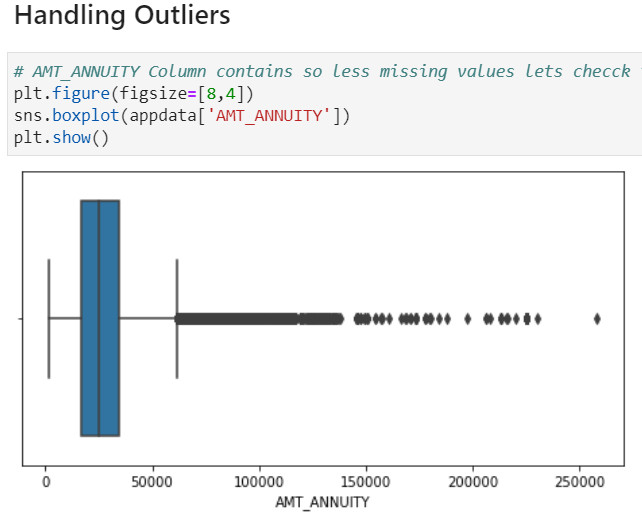 Handling Outliers
# AMT_ANNUITY Column contains so less missing values lets checck
plt.figure(figsize=[8,4])
sns.boxplot(appdata['AMT_ANNUITY'])
plt.show()
0 50000 100000 150000 200000 250000
AMT_ANNUITY